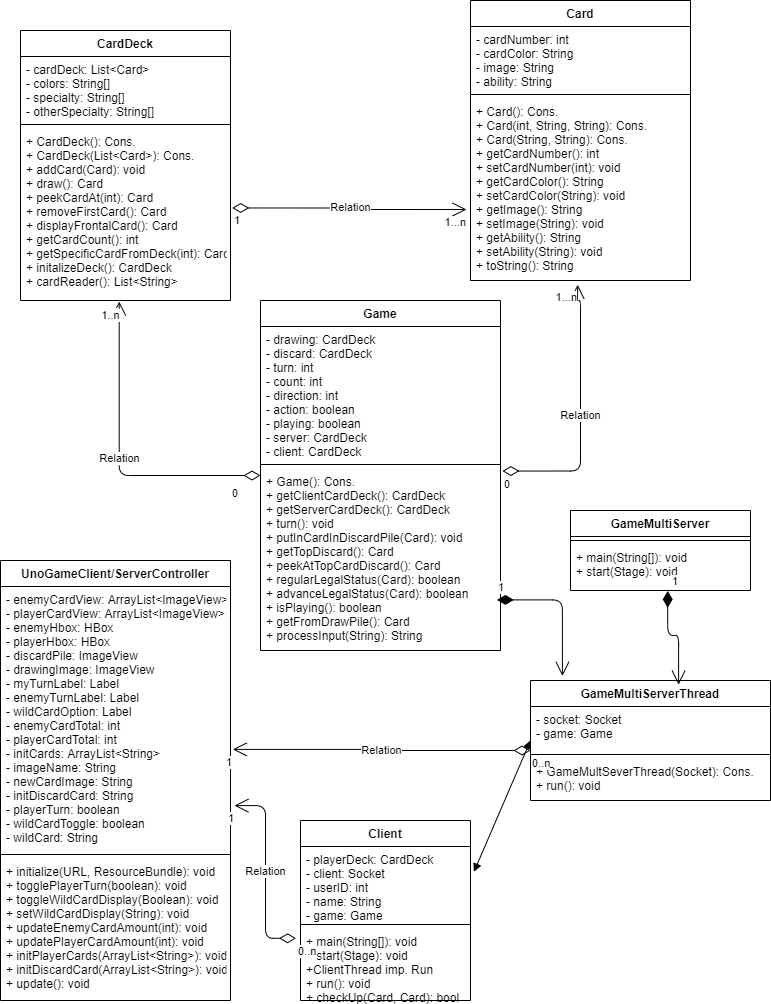 CardDeck
- cardDeck: List<Card>
- colors: String[]
- specialty: String[]
- otherSpecialty: String[]
+ CardDeck(): Cons.
+ CardDeck(List<Card>): Cons.
+ addCard(Card): void
+ draw(): Card
+ peekCardAt(int): Card
+ removeFirstCard(): Card
+ displayFrontalCard(): Card
+ getCardCount(): int
+ getSpecificCardFromDeck(int): Card
+ initalizeDeck(): CardDeck
+ cardReader(): List<String>
Card
- cardNumber: int
- cardColor: String
- image: String
- ability: String
+ Card(): Cons.
+ Card(int, String, String): Cons.
+ Card(String, String): Cons.
+ getCardNumber(): int
+ setCardNumber(int): void
+ getCardColor(): String
+ setCardColor(String): void
+ getImage(): String
+ setImage(String): void
+ getAbility(): String
+ setAbility(String): void
+ toString(): String
1
Relation
1...n
1..n
Relation
0
1...n
Relation
0
Game
- drawing: CardDeck
- discard: CardDeck
- turn: int
- count: int
- direction: int
- action: boolean
- playing: boolean
- server: CardDeck
- client: CardDeck
+ Game(): Cons.
+ getClientCardDeck(): CardDeck
+ getServerCardDeck(): CardDeck
+ turn(): void
+ putInCardInDiscardPile(Card): void
+ getTopDiscard(): Card
+ peekAtTopCardDiscard(): Card
+ regularLegalStatus(Card): boolean
+ advanceLegalStatus(Card): boolean
+ isPlaying(): boolean
+ getFromDrawPile(): Card
+ processInput(String): String
1
GameMultiServer
+ main(String[]): void
+ start(Stage): void
1
UnoGameClient/ServerController
- enemyCardView: ArrayList<ImageView>
- playerCardView: ArrayList<ImageView>
- enemyHbox: HBox
- playerHbox: HBox
- discardPile: ImageView
- drawingImage: ImageView
- myTurnLabel: Label
- enemyTurnLabel: Label
- wildCardOption: Label
- enemyCardTotal: int
- playerCardTotal: int
- initCards: ArrayList<String>
- imageName: String
- newCardImage: String
- initDiscardCard: String
- playerTurn: boolean
- wildCardToggle: boolean
- wildCard: String
+ initialize(URL, ResourceBundle): void
+ togglePlayerTurn(boolean): void
+ toggleWildCardDisplay(Boolean): void
+ setWildCardDisplay(String): void
+ updateEnemyCardAmount(int): void
+ updatePlayerCardAmount(int): void
+ initPlayerCards(ArrayList<String>): void
+ initDiscardCard(ArrayList<String>): void
+ update(): void
GameMultiServerThread
- socket: Socket
- game: Game
+ GameMultSeverThread(Socket): Cons.
+ run(): void
1
Relation
0..n
1
Relation
0..n
Client
- playerDeck: CardDeck
- client: Socket
- userID: int
- name: String
- game: Game
+ main(String[]): void
+ start(Stage): void
+ClientThread imp. Run
+ run(): void
+ checkUp(Card, Card): bool